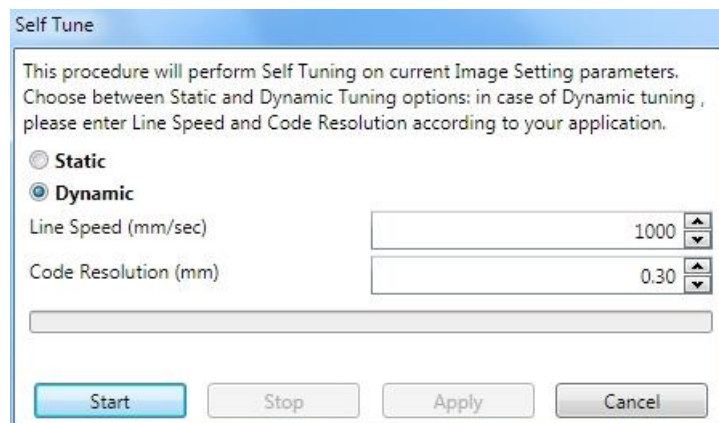 Self Tune
This procedure will perform Self Tuning on current Image Setting parameters.
Choose between Static and Dynamic Tuning options: in case of Dynamic tuning ,
please enter Line Speed and Code Resolution according to your application.
Static
Dynamic
Line Speed (mm/sec) 1000
Code Resolution (mm) 0.30
Start Stop Apply Cancel